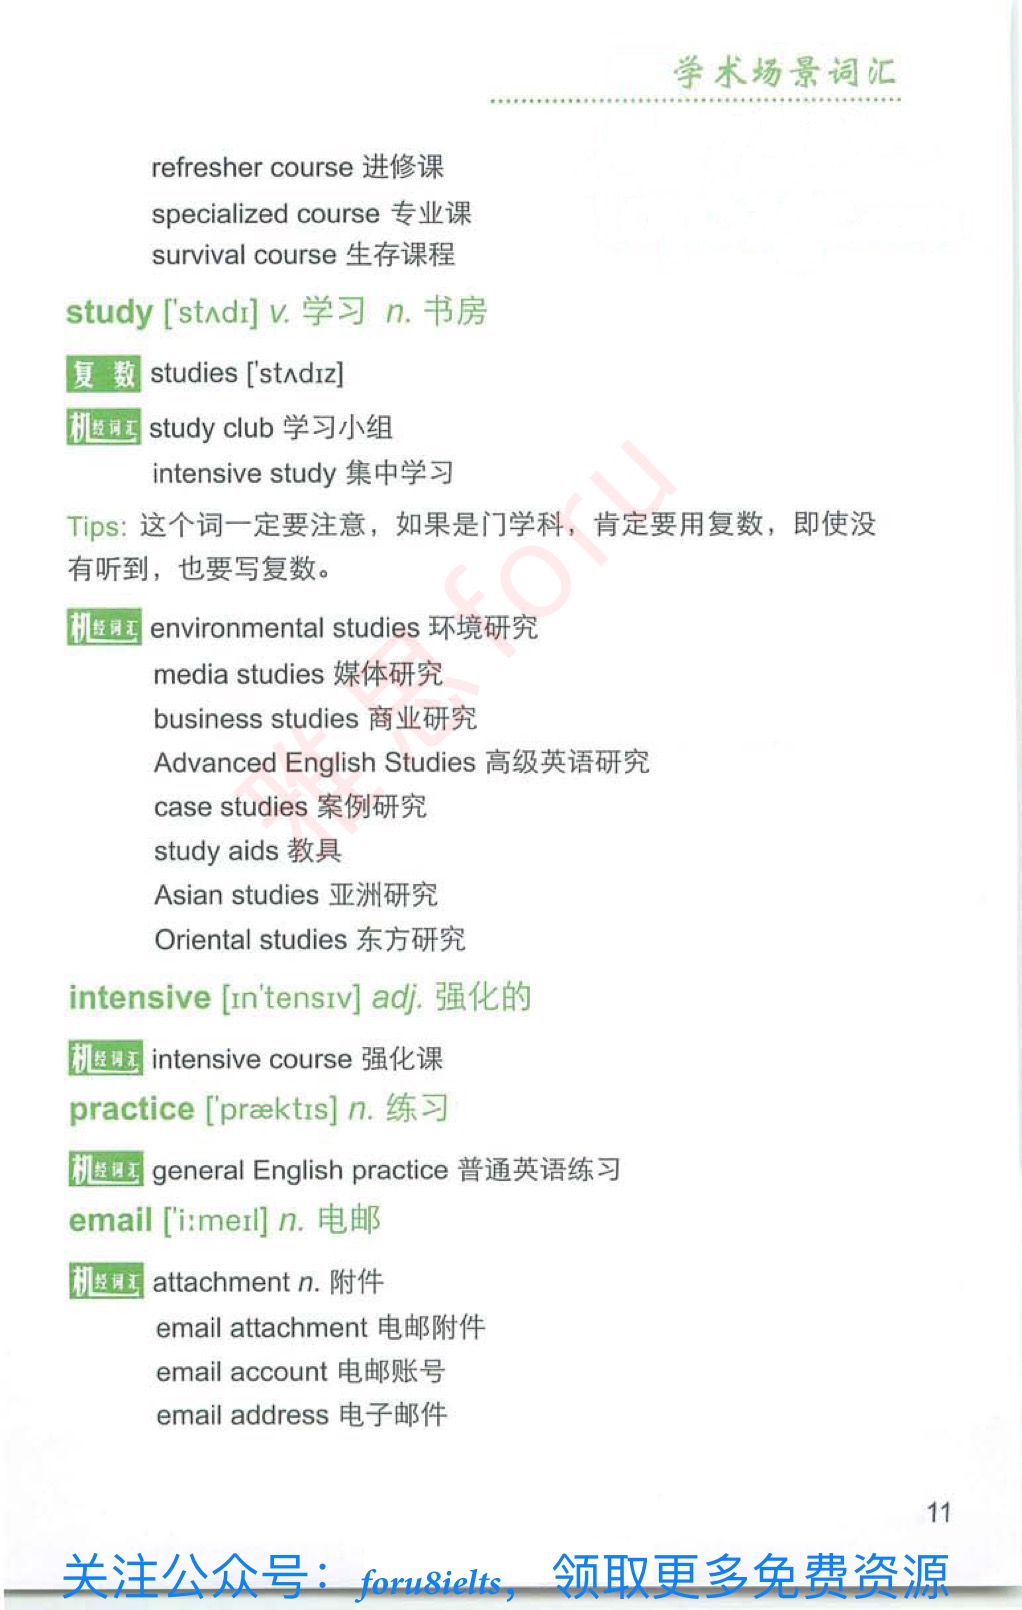 学术场景词汇
refresher course 进修课
specialized course 专业课
survival course 生存课程
study ['stʌdɪ] v. 学习 n. 书房
复数 studies ['stʌdɪz]
机经词汇 study club 学习小组
intensive study 集中学习
Tips: 这个词一定要注意，如果是门学科，肯定要用复数，即使没
有听到，也要写复数。
机经词汇 environmental studies 环境研究
media studies 媒体研究
business studies 商业研究
Advanced English Studies 高级英语研究
case studies 案例研究
study aids 教具
Asian studies 亚洲研究
Oriental studies 东方研究
intensive [ɪn'tensɪv] adj. 强化的
机经词汇 intensive course 强化课
practice ['præktɪs] n. 练习
机经词汇 general English practice 普通英语练习
email ['i:meɪl] n. 电邮
机经词汇 attachment n. 附件
email attachment 电邮附件
email account 电邮账号
email address 电子邮件
11
雅思 foru
关注公众号：foru8ielts，领取更多免费资源